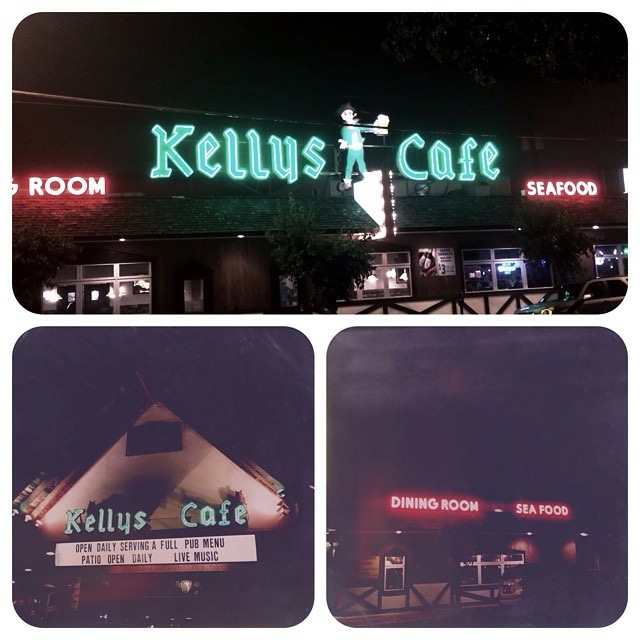 Kellys Cafe
G ROOM
SEAFOOD
Kellys Cafe
OPEN DAILY SERVING A FULL PUB MENU
PATIO OPEN DAILY LIVE MUSIC
DINING ROOM
SEA FOOD